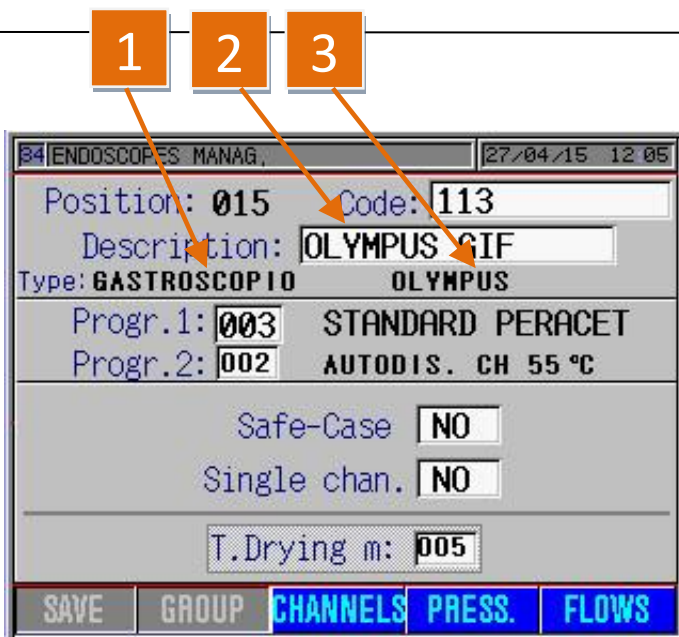 1 2 3
34 ENDOSCOPES MANAG, 27/04/15 12:05
Position: 015 Code: 113
Description: OLYMPUS GIF
Type: GASTROSCOPIO OLYMPUS
Progr.1: 003 STANDARD PERACET
Progr.2: 002 AUTODIS. CH 55 °C
Safe-Case NO
Single chan. NO
T.Drying m: 005
SAVE GROUP CHANNELS PRESS. FLOWS